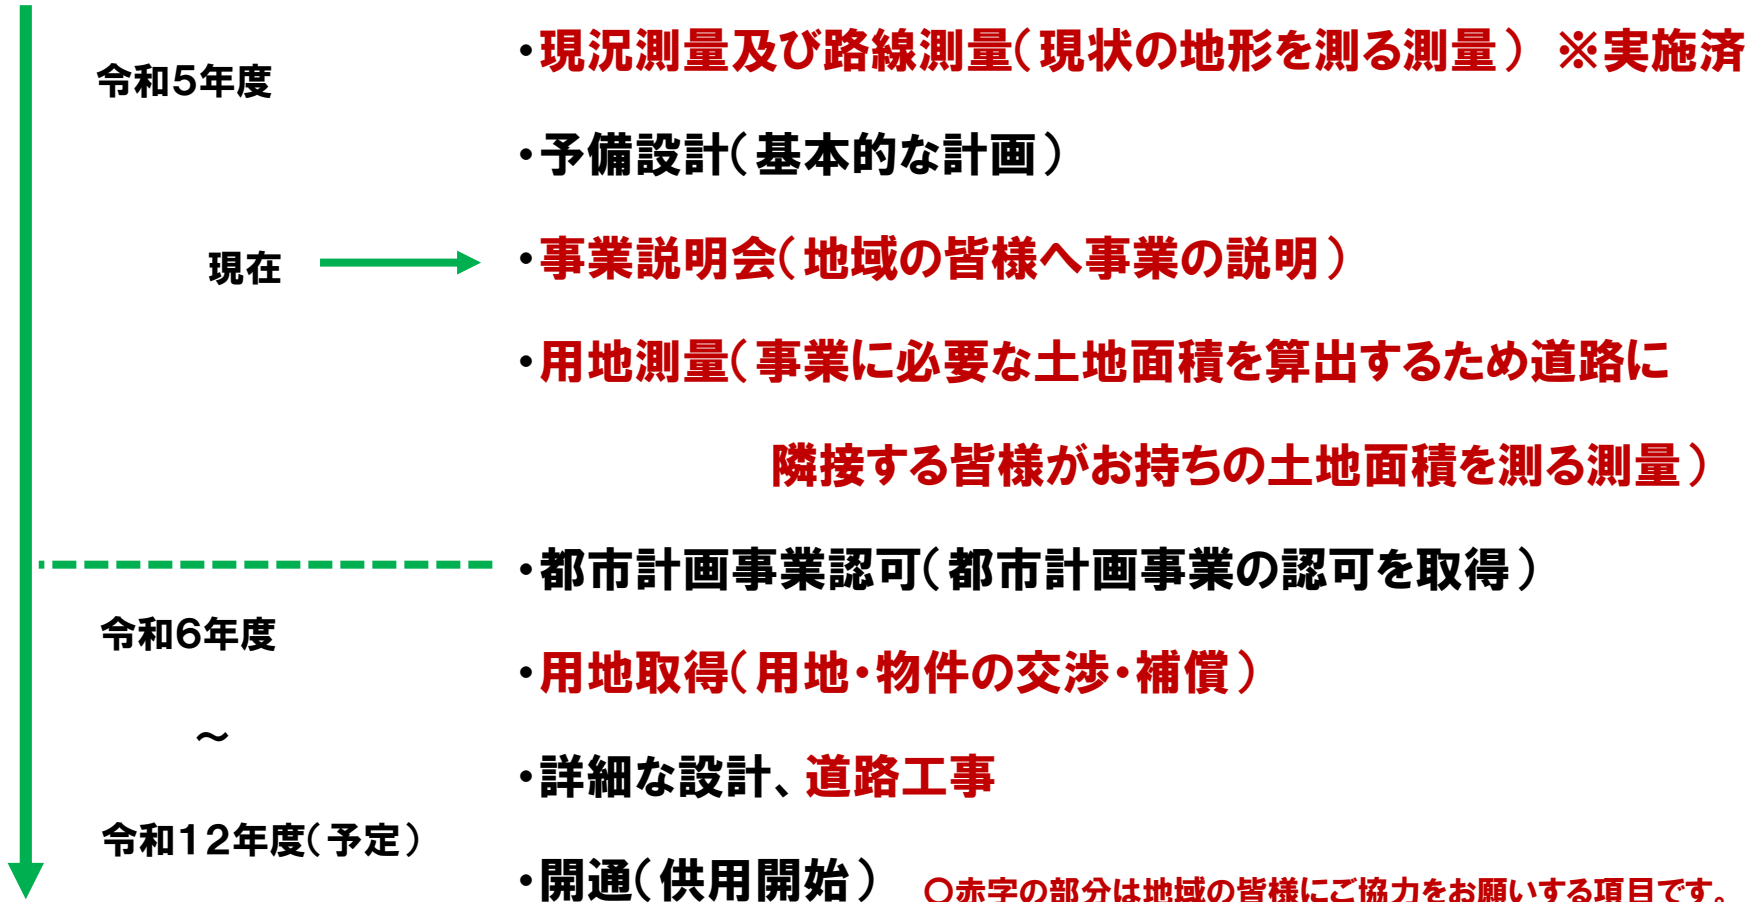 令和5年度
・現況測量及び路線測量(現状の地形を測る測量) ※実施済
・予備設計(基本的な計画)
現在
・事業説明会(地域の皆様へ事業の説明)
・用地測量(事業に必要な土地面積を算出するため道路に
隣接する皆様がお持ちの土地面積を測る測量)
・都市計画事業認可(都市計画事業の認可を取得)
令和6年度
・用地取得(用地・物件の交渉・補償)
~
・詳細な設計、道路工事
令和12年度(予定)
・開通(供用開始)
〇赤字の部分は地域の皆様にご協力をお願いする項目です。